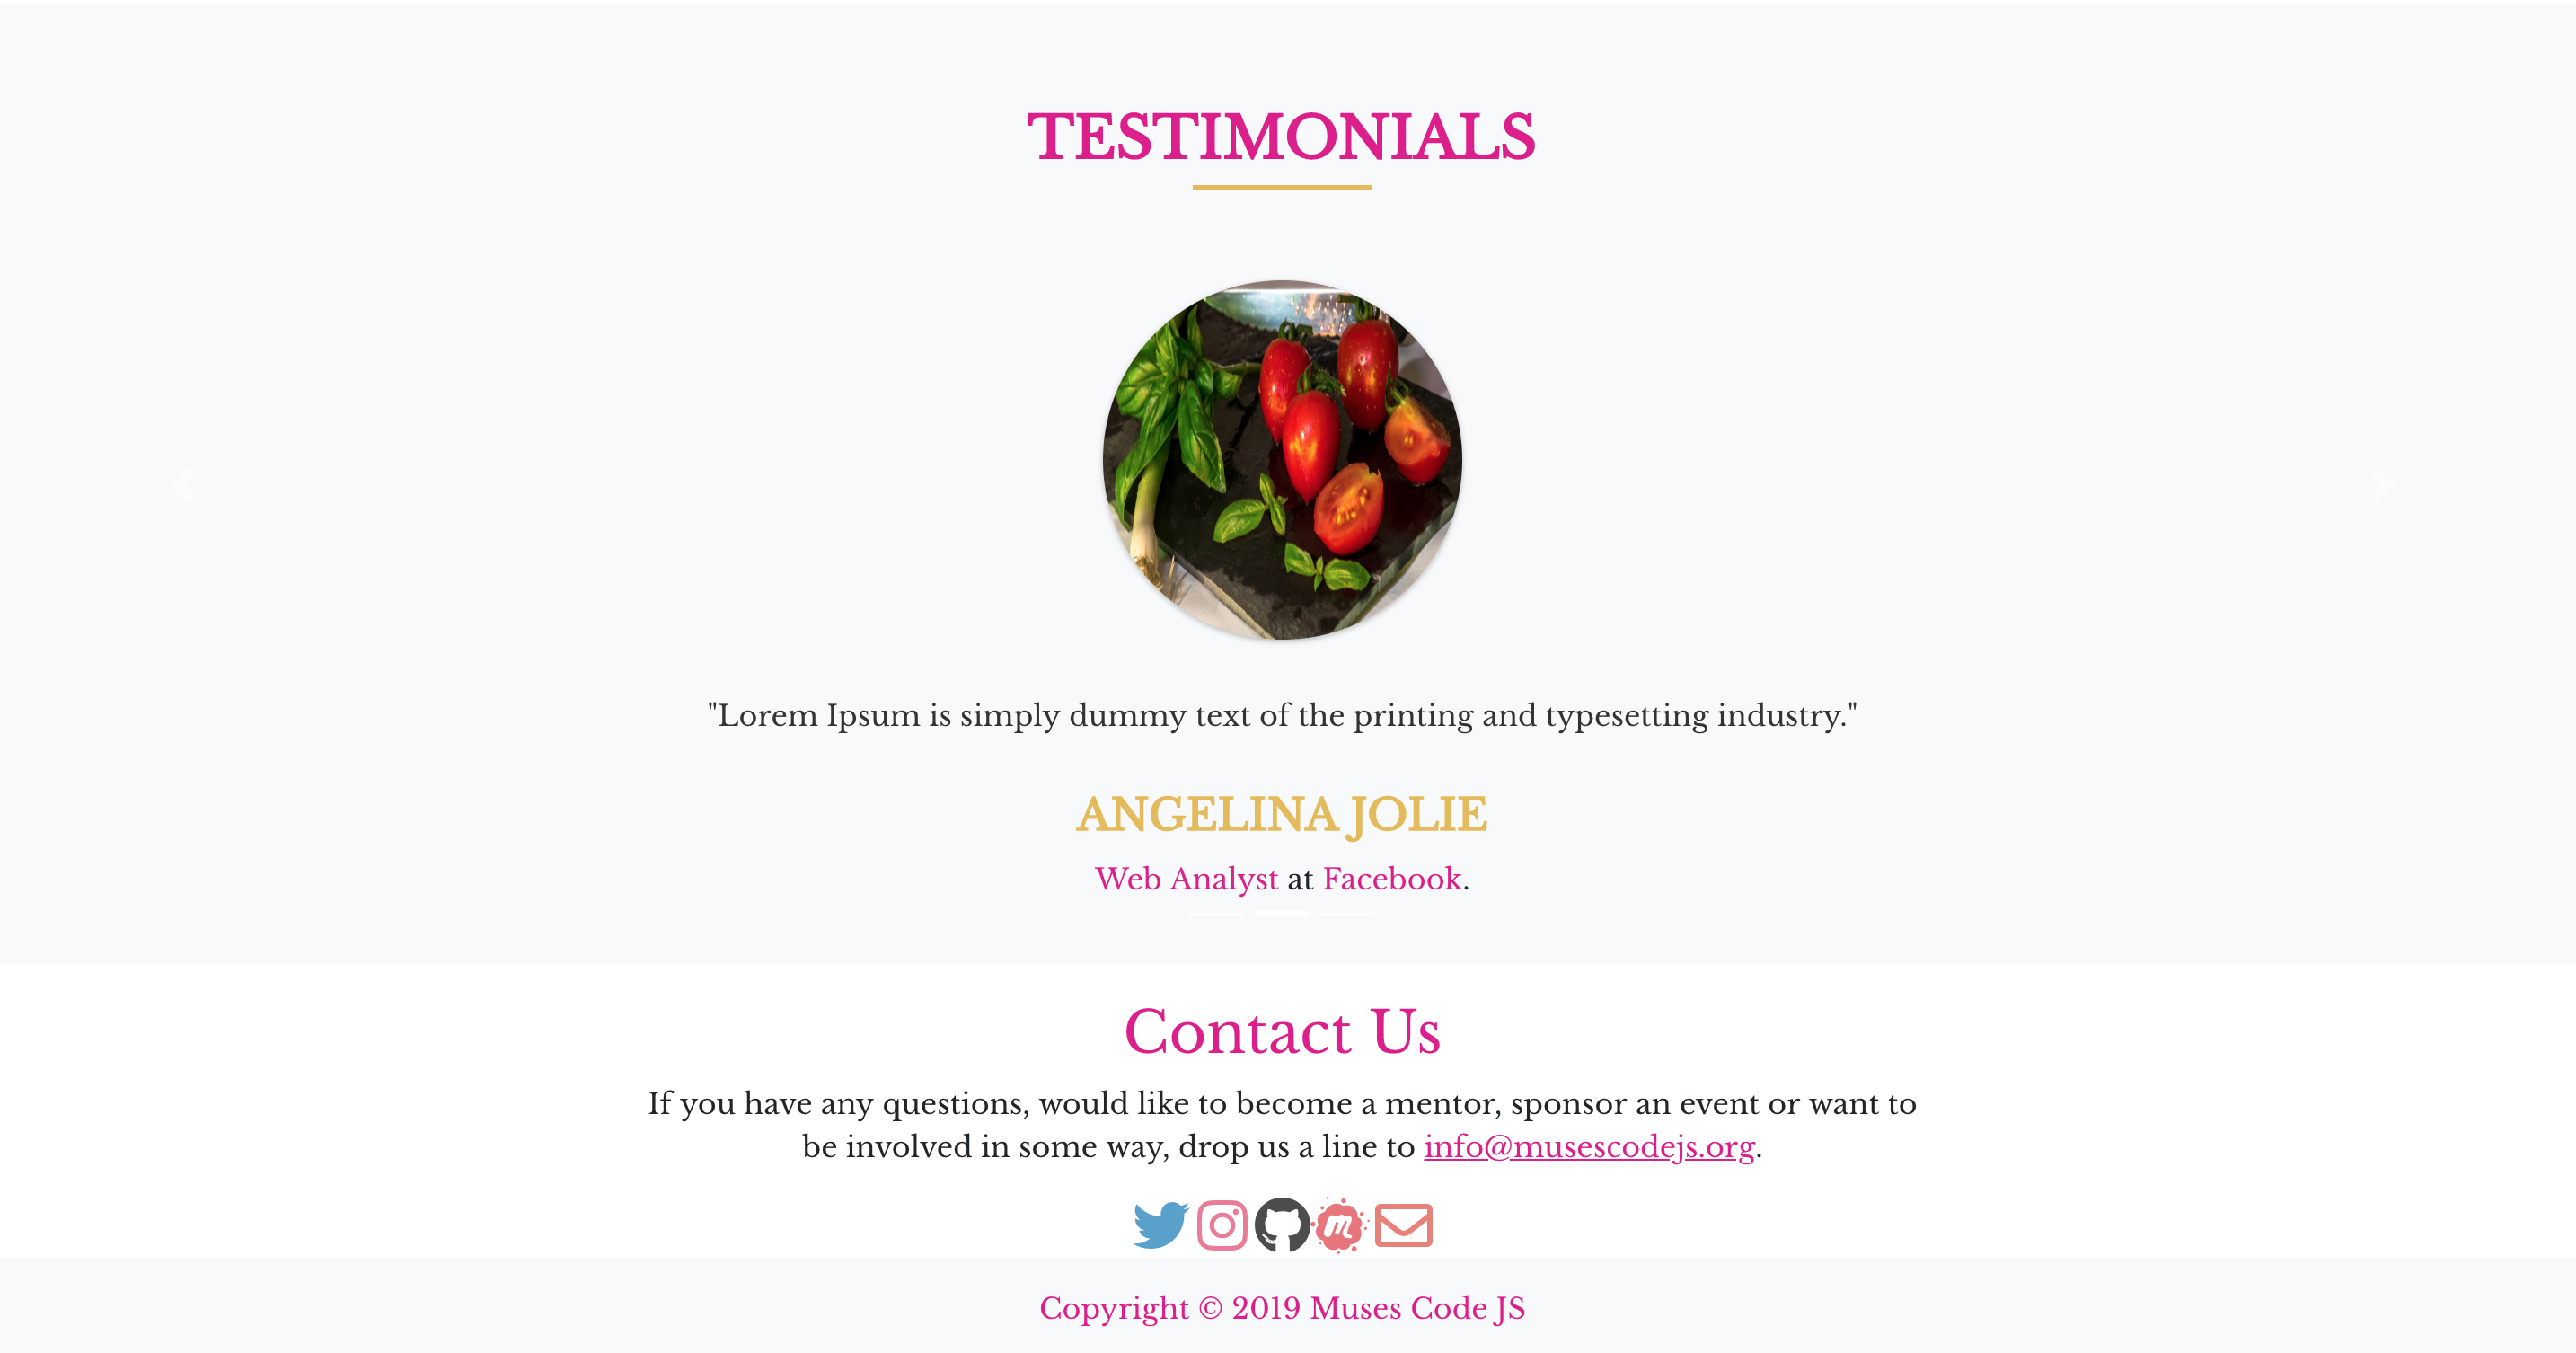 TESTIMONIALS
"Lorem Ipsum is simply dummy text of the printing and typesetting industry."
ANGELINA JOLIE
Web Analyst at Facebook.
Contact Us
If you have any questions, would like to become a mentor, sponsor an event or want to
be involved in some way, drop us a line to info@musescodejs.org.
Copyright © 2019 Muses Code JS